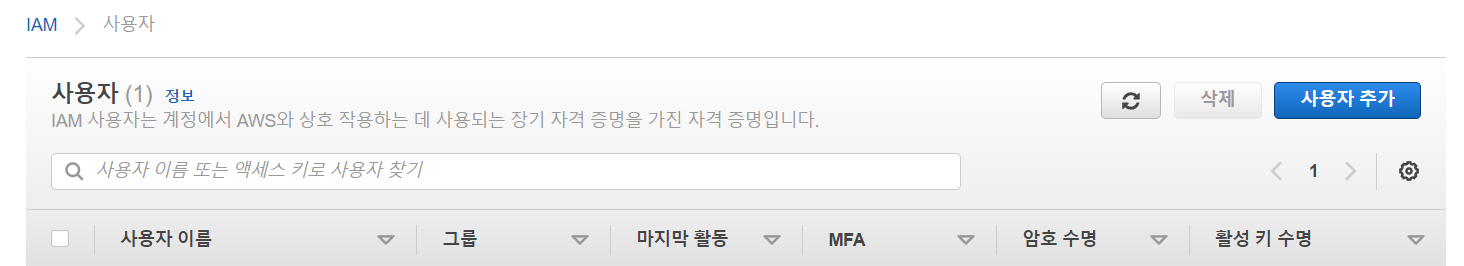 IAM > 사용자
사용자 (1) 정보
삭제
사용자 추가
IAM 사용자는 계정에서 AWS와 상호 작용하는 데 사용되는 장기 자격 증명을 가진 자격 증명입니다.
사용자 이름 또는 액세스 키로 사용자 찾기
1
사용자 이름 그룹 마지막 활동 MFA 암호 수명 활성 키 수명